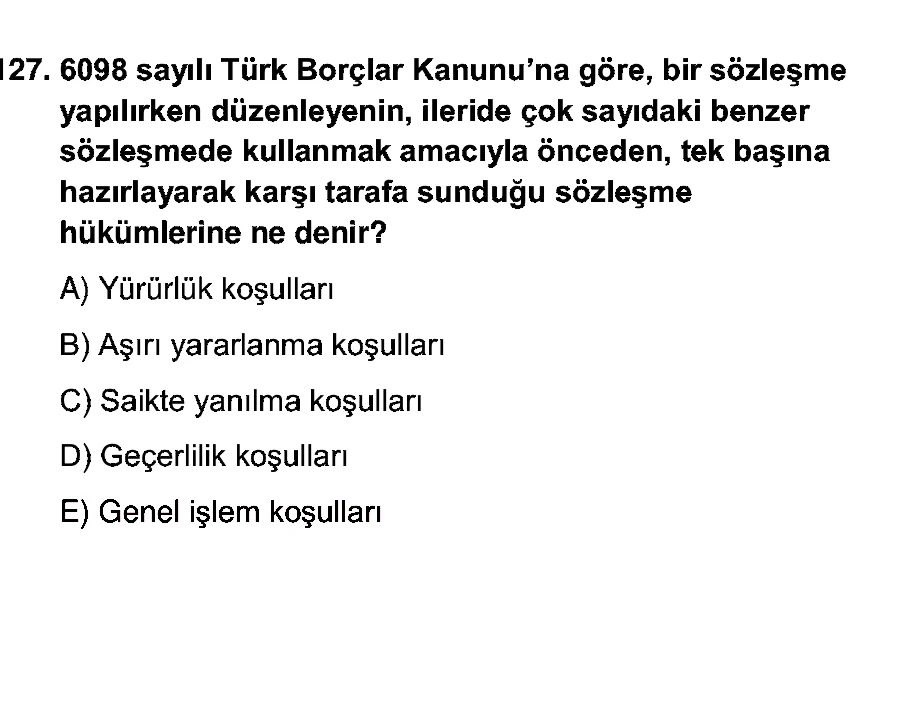 127. 6098 sayılı Türk Borçlar Kanunu’na göre, bir sözleşme
yapılırken düzenleyenin, ileride çok sayıdaki benzer
sözleşmede kullanmak amacıyla önceden, tek başına
hazırlayarak karşı tarafa sunduğu sözleşme
hükümlerine ne denir?
A) Yürürlük koşulları
B) Aşırı yararlanma koşulları
C) Saikte yanılma koşulları
D) Geçerlilik koşulları
E) Genel işlem koşulları